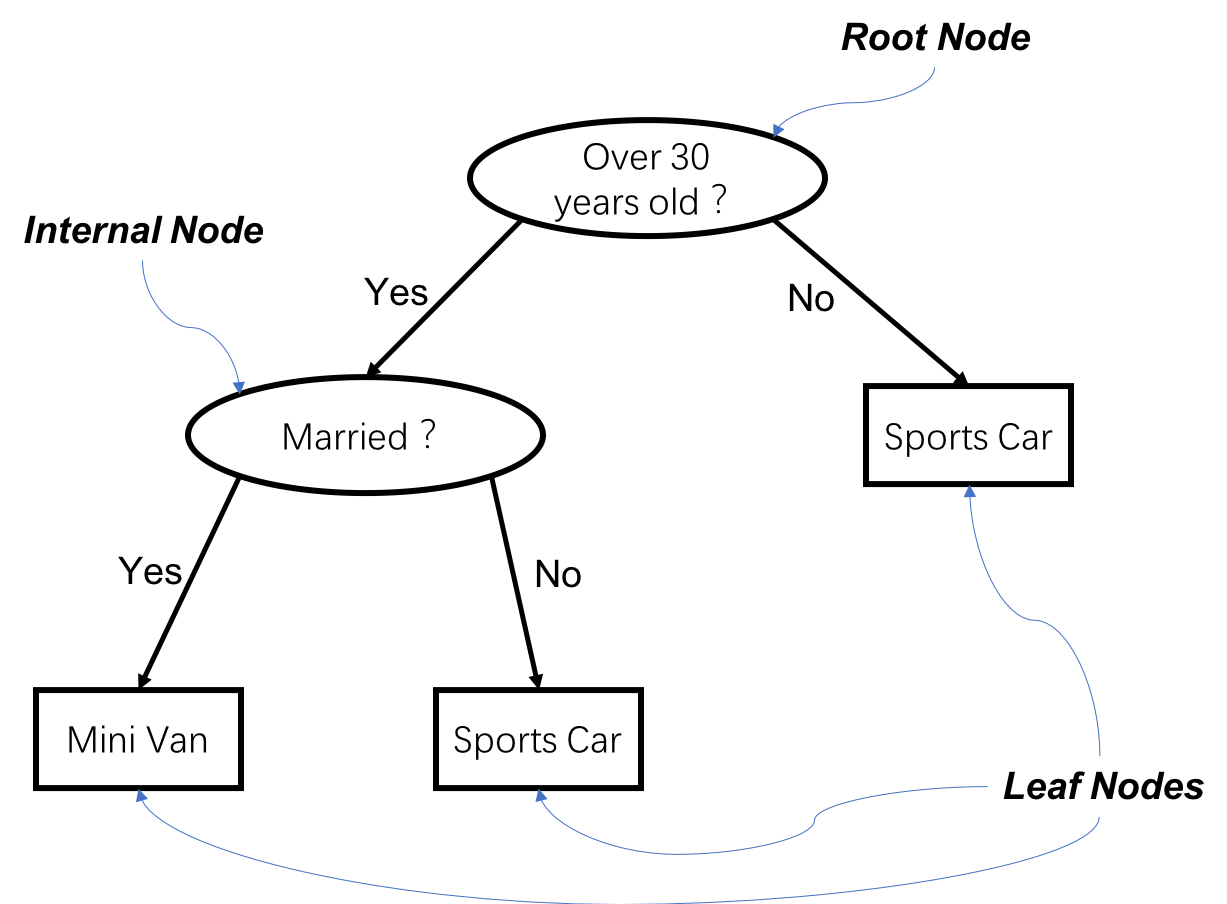 Root Node
Over 30
years old ?
Internal Node
Yes
No
Married ?
Sports Car
Yes
No
Mini Van
Sports Car
Leaf Nodes